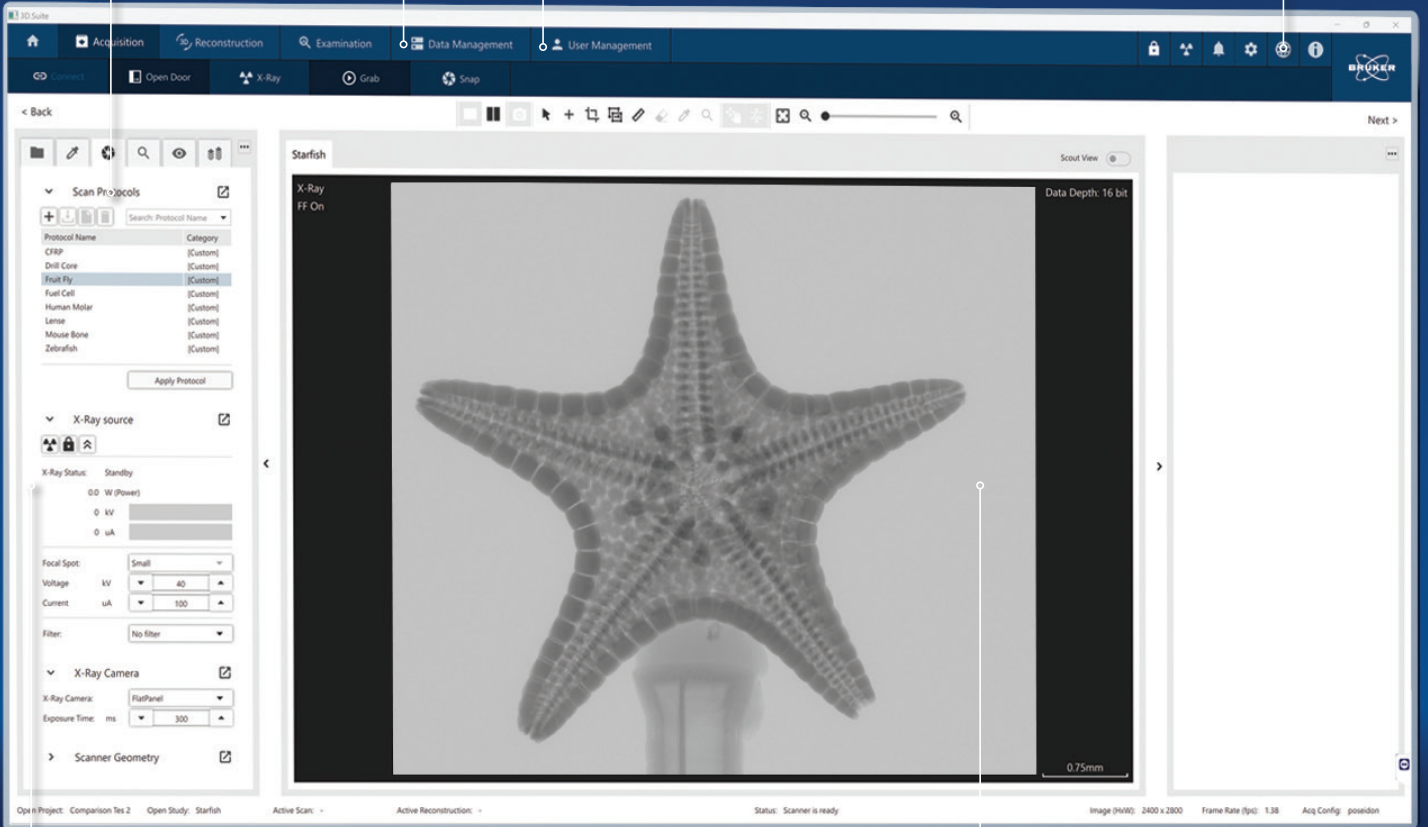 3D.Suite
Acquisition
Reconstruction
Examination
Data Management
User Management
BRUKER
Connect
Open Door
X-Ray
Grab
Snap
< Back
Next >
Starfish
Scout View
Scan Protocols
Search: Protocol Name
Protocol Name Category
CFRP [Custom]
Drill Core [Custom]
Fruit Fly [Custom]
Fuel Cell [Custom]
Human Molar [Custom]
Lense [Custom]
Mouse Bone [Custom]
Zebrafish [Custom]
Apply Protocol
X-Ray source
X-Ray Status: Standby
0.0 W (Power)
0 kV
0 uA
Focal Spot: Small
Voltage kV 40
Current uA 100
Filter: No filter
X-Ray Camera
X-Ray Camera: FlatPanel
Exposure Time: ms 300
Scanner Geometry
X-Ray
FF On
Data Depth: 16 bit
0.75mm
Open Project: Comparison Tes 2 Open Study: Starfish Active Scan: - Active Reconstruction: - Status: Scanner is ready Image (HxW): 2400 x 2800 Frame Rate (fps): 1.38 Acq Config: poseidon